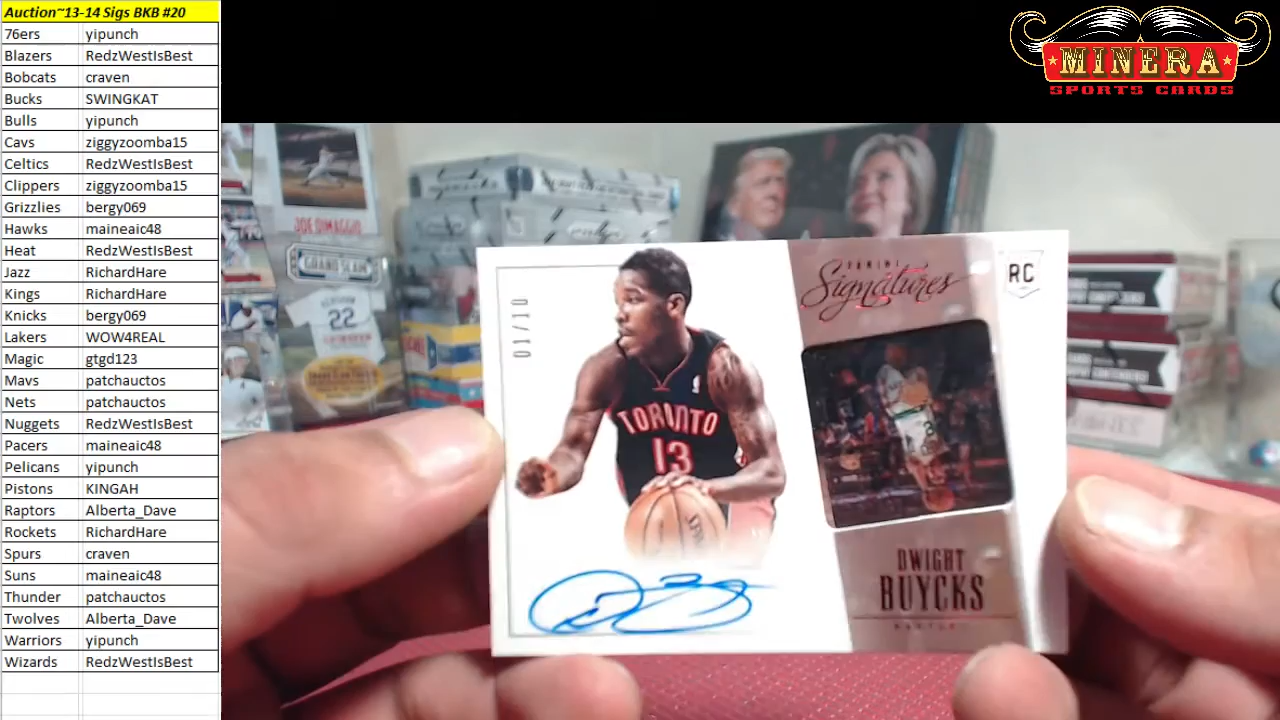 Auction~13-14 Sigs BKB #20
76ers yipunch
Blazers RedzWestIsBest
Bobcats craven
Bucks SWINGKAT
Bulls yipunch
Cavs ziggyzoomba15
Celtics RedzWestIsBest
Clippers ziggyzoomba15
Grizzlies bergy069
Hawks maineaic48
Heat RedzWestIsBest
Jazz RichardHare
Kings RichardHare
Knicks bergy069
Lakers WOW4REAL
Magic gtgd123
Mavs patchauctos
Nets patchauctos
Nuggets RedzWestIsBest
Pacers maineaic48
Pelicans yipunch
Pistons KINGAH
Raptors Alberta_Dave
Rockets RichardHare
Spurs craven
Suns maineaic48
Thunder patchauctos
Twolves Alberta_Dave
Warriors yipunch
Wizards RedzWestIsBest
MINERA
SPORTS CARDS
JOE DIMAGGIO
GRAND SLAM
22
01/10
PANINI
Signatures
RC
TORONTO
13
DWIGHT
BUYCKS